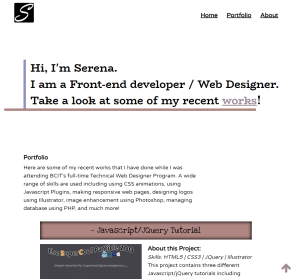 S
Home Portfolio About
Hi, I'm Serena.
I am a Front-end developer / Web Designer.
Take a look at some of my recent works!
Portfolio
Here are some of my recent works that I have done while I was
attending BCIT's full-time Technical Web Designer Program. A wide
range of skills are used including using CSS animations, using
Javascript Plugins, making responsive web pages, designing logos
using Illustrator, image enhancement using Photoshop, managing
database using PHP, and much more!
- Javascript/JQuery Tutorial
About this Project:
Skills: HTML5 | CSS3 / JQuery | Illustrator
This project contains three different
Javascript/jQuery tutorials including